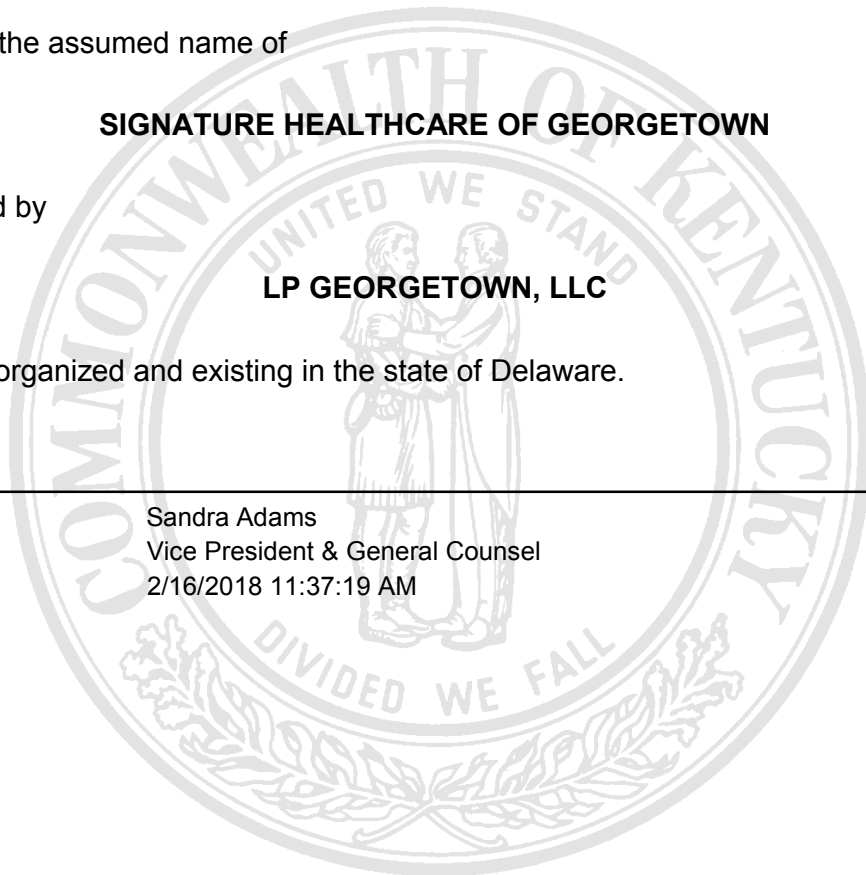 the assumed name of
SIGNATURE HEALTHCARE OF GEORGETOWN
d by
LP GEORGETOWN, LLC
organized and existing in the state of Delaware.
Sandra Adams
Vice President & General Counsel
2/16/2018 11:37:19 AM
COMMONWEALTH OF KENTUCKY
UNITED WE STAND
DIVIDED WE FALL